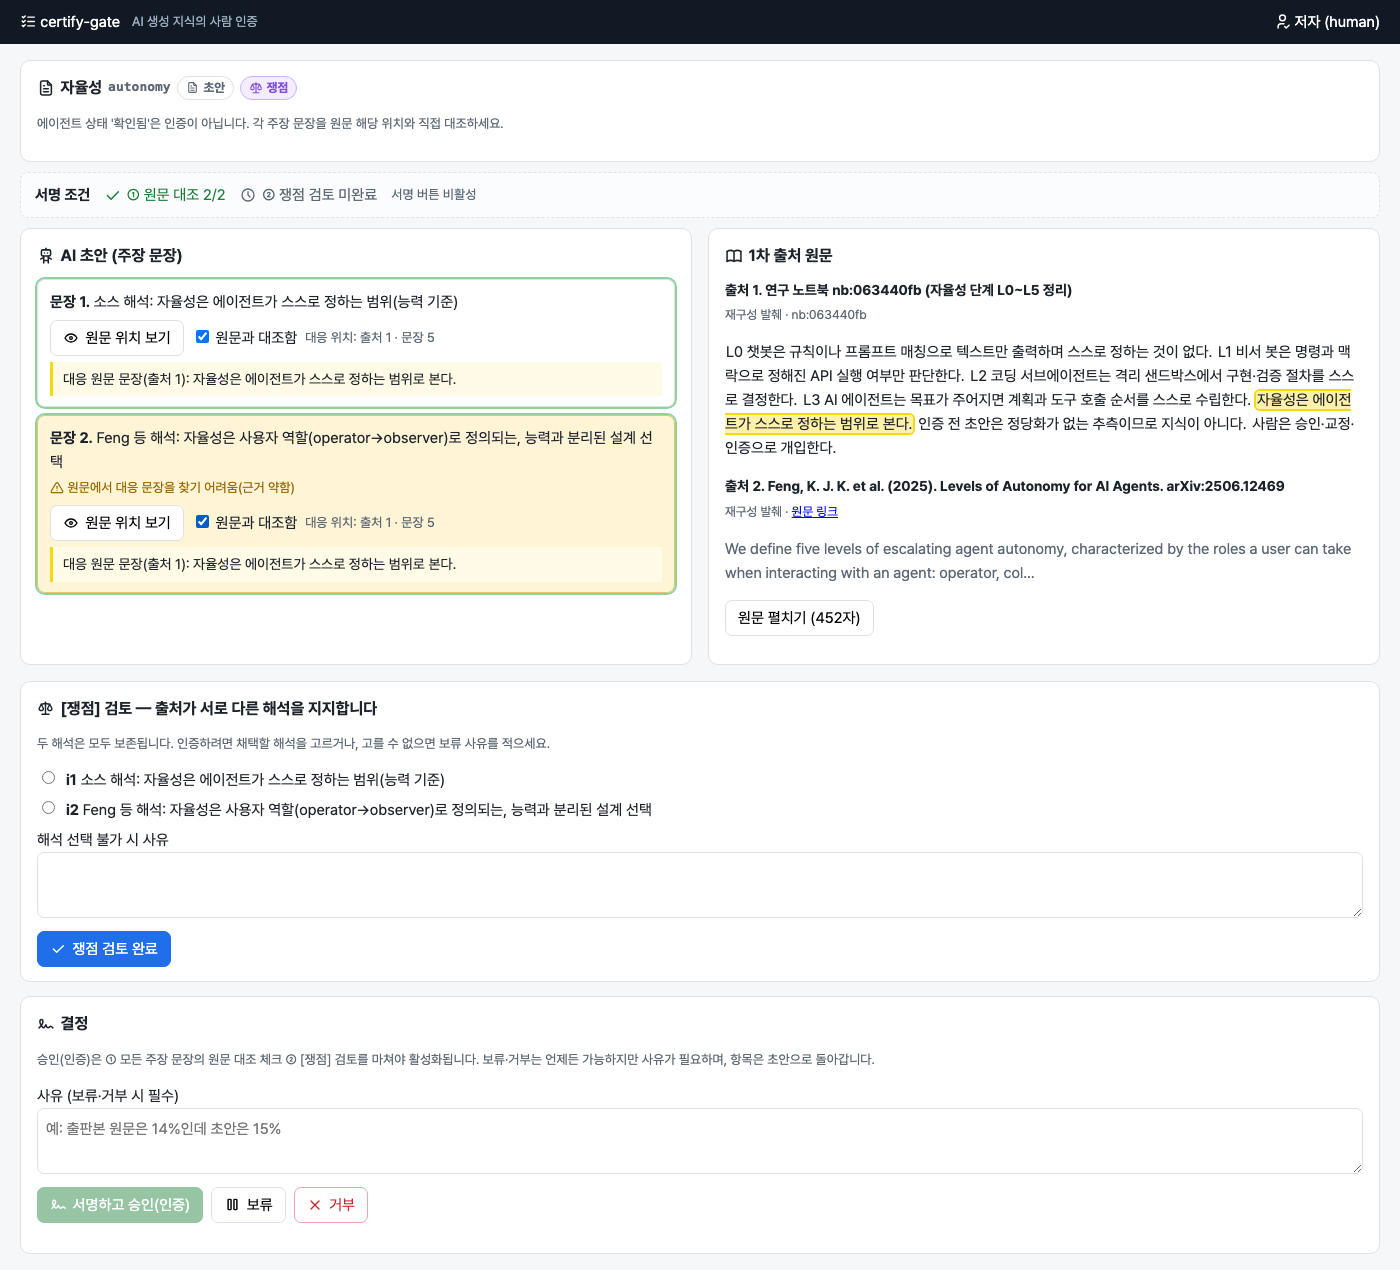 certify-gate AI 생성 지식의 사람 인증
저자 (human)
자율성 autonomy 초안 쟁점
에이전트 상태 '확인됨'은 인증이 아닙니다. 각 주장 문장을 원문 해당 위치와 직접 대조하세요.
서명 조건 ① 원문 대조 2/2 ② 쟁점 검토 미완료 서명 버튼 비활성
AI 초안 (주장 문장)
문장 1. 소스 해석: 자율성은 에이전트가 스스로 정하는 범위(능력 기준)
원문 위치 보기 원문과 대조함 대응 위치: 출처 1 · 문장 5
대응 원문 문장(출처 1): 자율성은 에이전트가 스스로 정하는 범위로 본다.
문장 2. Feng 등 해석: 자율성은 사용자 역할(operator→observer)로 정의되는, 능력과 분리된 설계 선
택
원문에서 대응 문장을 찾기 어려움(근거 약함)
원문 위치 보기 원문과 대조함 대응 위치: 출처 1 · 문장 5
대응 원문 문장(출처 1): 자율성은 에이전트가 스스로 정하는 범위로 본다.
1차 출처 원문
출처 1. 연구 노트북 nb:063440fb (자율성 단계 L0~L5 정리)
재구성 발췌 · nb:063440fb
L0 챗봇은 규칙이나 프롬프트 매칭으로 텍스트만 출력하며 스스로 정하는 것이 없다. L1 비서 봇은 명령과 맥
락으로 정해진 API 실행 여부만 판단한다. L2 코딩 서브에이전트는 격리 샌드박스에서 구현·검증 절차를 스스
로 결정한다. L3 AI 에이전트는 목표가 주어지면 계획과 도구 호출 순서를 스스로 수립한다. 자율성은 에이전
트가 스스로 정하는 범위로 본다. 인증 전 초안은 정당화가 없는 추측이므로 지식이 아니다. 사람은 승인·교정·
인증으로 개입한다.
출처 2. Feng, K. J. K. et al. (2025). Levels of Autonomy for AI Agents. arXiv:2506.12469
재구성 발췌 · 원문 링크
We define five levels of escalating agent autonomy, characterized by the roles a user can take
when interacting with an agent: operator, col...
원문 펼치기 (452자)
[쟁점] 검토 — 출처가 서로 다른 해석을 지지합니다
두 해석은 모두 보존됩니다. 인증하려면 채택할 해석을 고르거나, 고를 수 없으면 보류 사유를 적으세요.
i1 소스 해석: 자율성은 에이전트가 스스로 정하는 범위(능력 기준)
i2 Feng 등 해석: 자율성은 사용자 역할(operator→observer)로 정의되는, 능력과 분리된 설계 선택
해석 선택 불가 시 사유
쟁점 검토 완료
결정
승인(인증)은 ① 모든 주장 문장의 원문 대조 체크 ② [쟁점] 검토를 마쳐야 활성화됩니다. 보류·거부는 언제든 가능하지만 사유가 필요하며, 항목은 초안으로 돌아갑니다.
사유 (보류·거부 시 필수)
예: 출판본 원문은 14%인데 초안은 15%
서명하고 승인(인증) 보류 거부